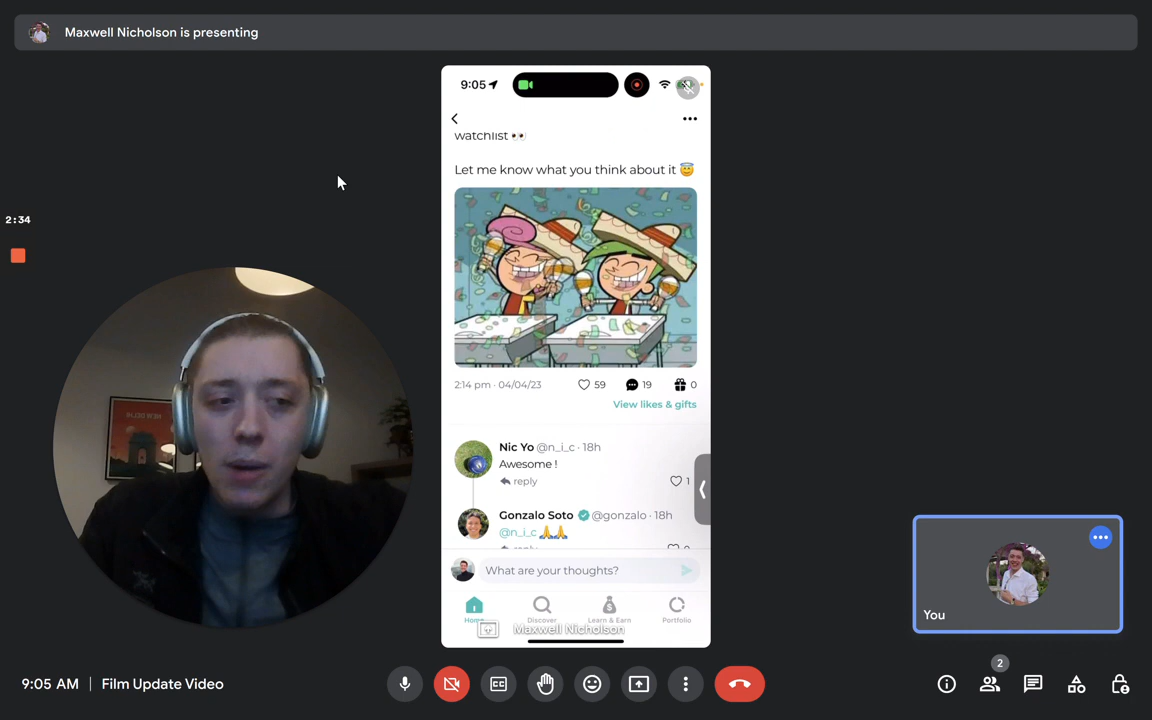 Maxwell Nicholson is presenting
9:05
watchlist 👀
Let me know what you think about it 😇
2:14 pm · 04/04/23
59
19
0
View likes & gifts
Nic Yo @n_i_c · 18h
Awesome !
reply
1
Gonzalo Soto @gonzalo · 18h
@n_i_c 🙏🙏
What are your thoughts?
Home
Discover
Learn & Earn
Portfolio
Maxwell Nicholson
2:34
You
9:05 AM | Film Update Video
2